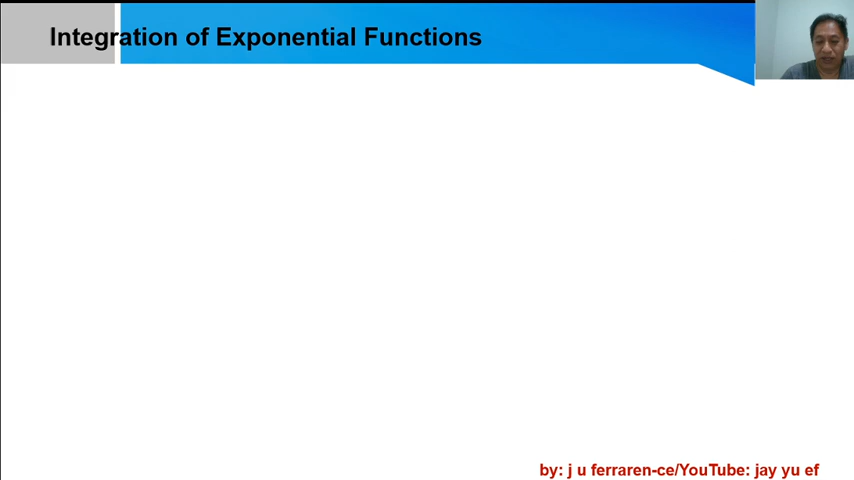 Integration of Exponential Functions
by: j u ferraren-ce/YouTube: jay yu ef